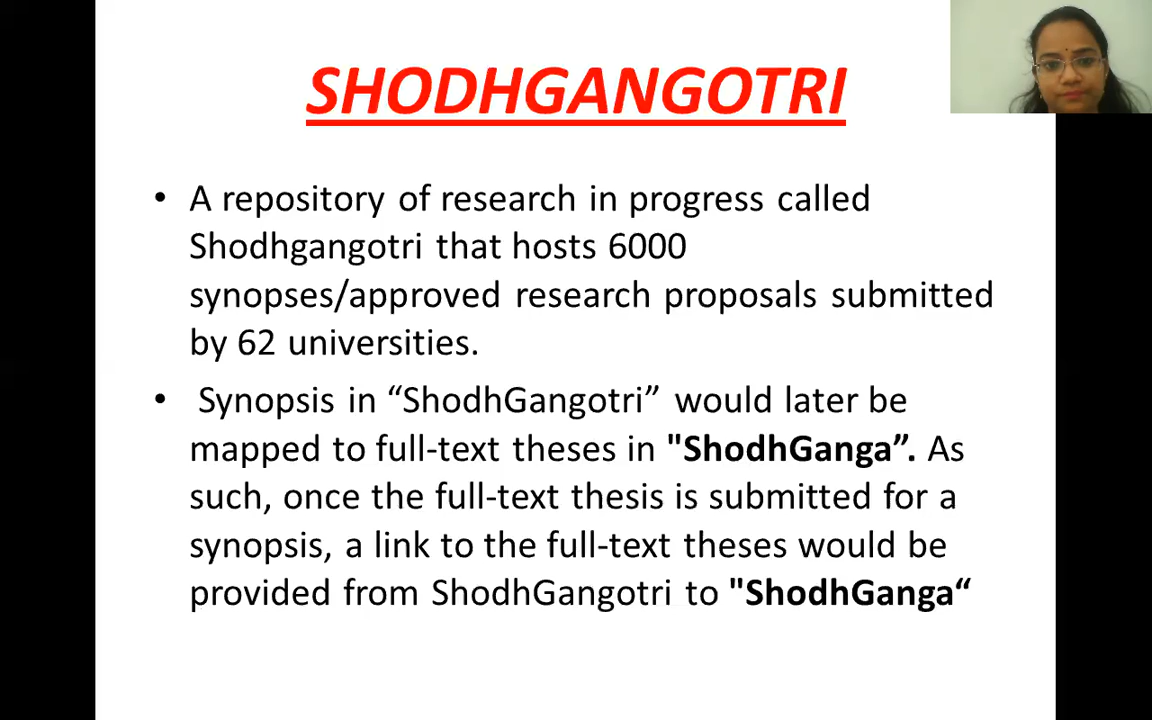 SHODHGANGOTRI
• A repository of research in progress called
Shodhgangotri that hosts 6000
synopses/approved research proposals submitted
by 62 universities.
• Synopsis in “ShodhGangotri” would later be
mapped to full-text theses in "ShodhGanga”. As
such, once the full-text thesis is submitted for a
synopsis, a link to the full-text theses would be
provided from ShodhGangotri to "ShodhGanga“